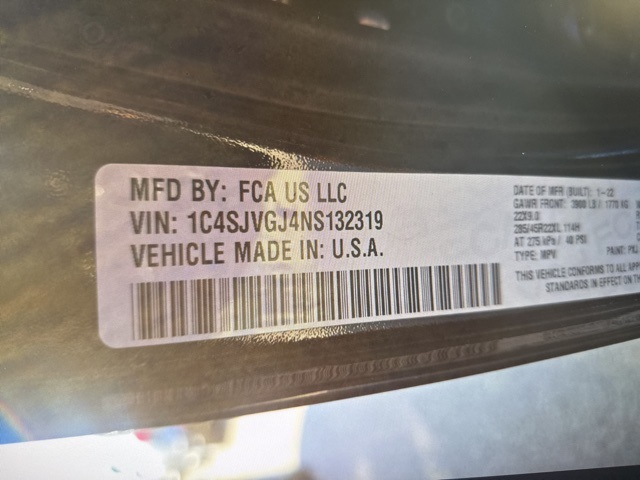 MFD BY: FCA US LLC
VIN: 1C4SJVGJ4NS132319
VEHICLE MADE IN: U.S.A.
DATE OF MFR (BUILT): 1-22
GAWR FRONT: 3900 LB / 1770 KG
22X9.0
285/45R22XL 114H
AT 275 kPa / 40 PSI
TYPE: MPV PAINT:
THIS VEHICLE CONFORMS TO ALL
STANDARDS IN EFFECT ON